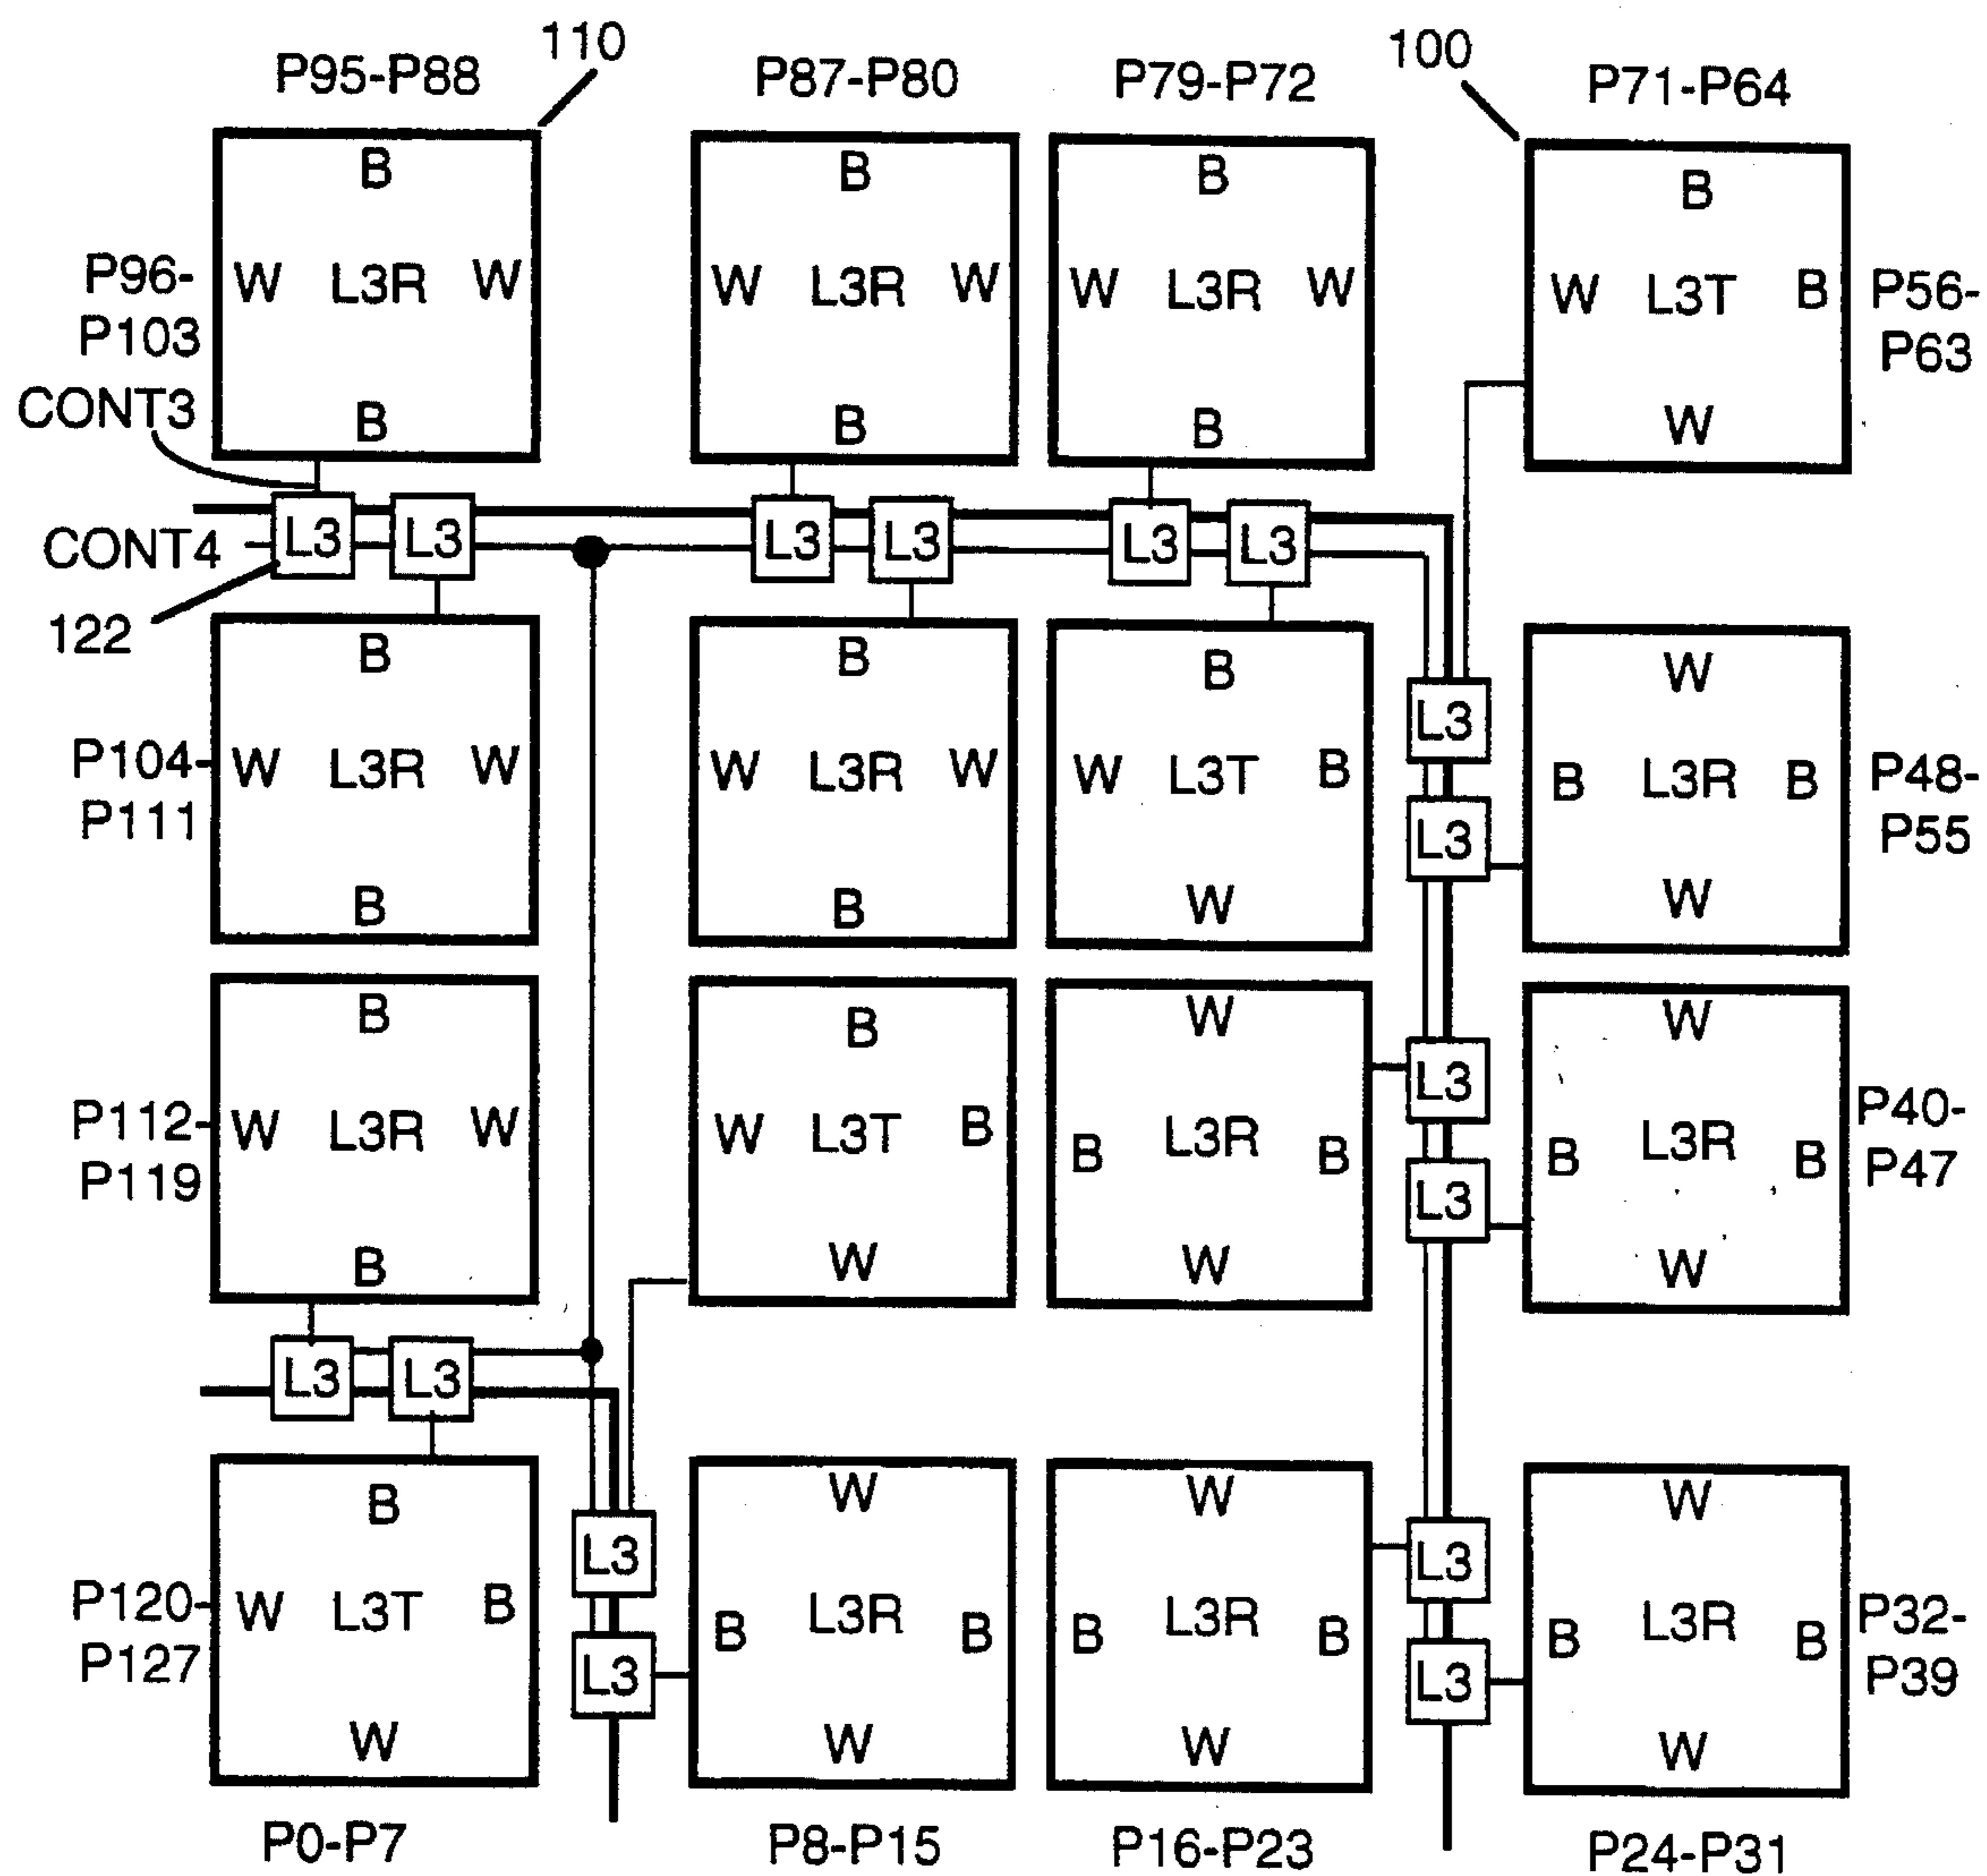 110
100
P95-P88
P87-P80
P79-P72
P71-P64
B
B
B
B
P96-
P103
W L3R W
W L3R W
W L3R W
W L3T B
P56-
P63
CONT3
B
B
B
W
CONT4
L3
L3
L3
L3
L3
L3
122
B
B
B
W
L3
P104-
P111
W L3R W
W L3R W
W L3T B
B L3R B
P48-
P55
L3
B
B
W
W
B
B
W
W
L3
P112-
P119
W L3R W
W L3T B
B L3R B
B L3R B
P40-
P47
L3
B
W
W
W
L3
L3
B
W
W
W
L3
L3
P120-
P127
W L3T B
B L3R B
B L3R B
B L3R B
P32-
P39
L3
L3
W
W
W
W
P0-P7
P8-P15
P16-P23
P24-P31